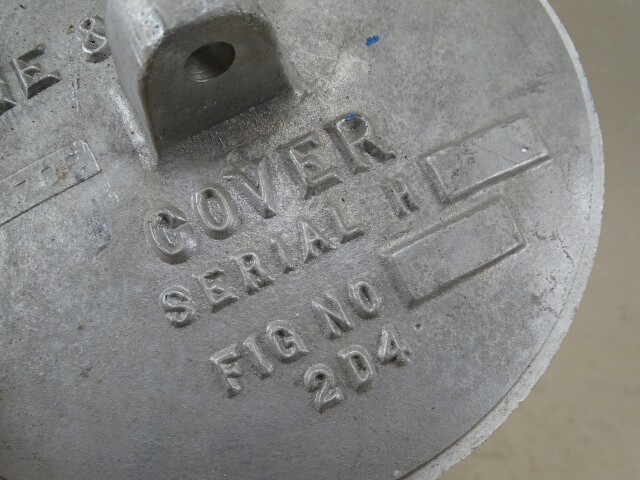 &
COVER
SERIAL N
FIG NO
2D4